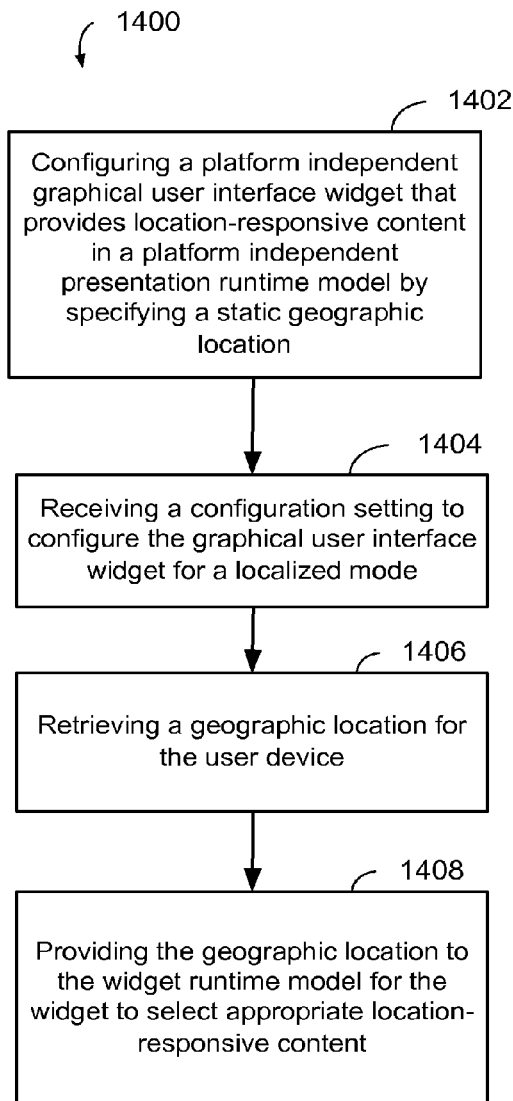 1400
1402
Configuring a platform independent
graphical user interface widget that
provides location-responsive content
in a platform independent
presentation runtime model by
specifying a static geographic
location
1404
Receiving a configuration setting to
configure the graphical user interface
widget for a localized mode
1406
Retrieving a geographic location for
the user device
1408
Providing the geographic location to
the widget runtime model for the
widget to select appropriate location-
responsive content